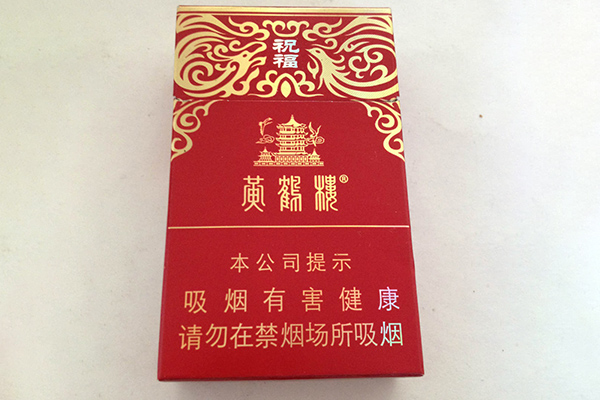 祝福
黄鹤楼®
本公司提示
吸烟有害健康
请勿在禁烟场所吸烟